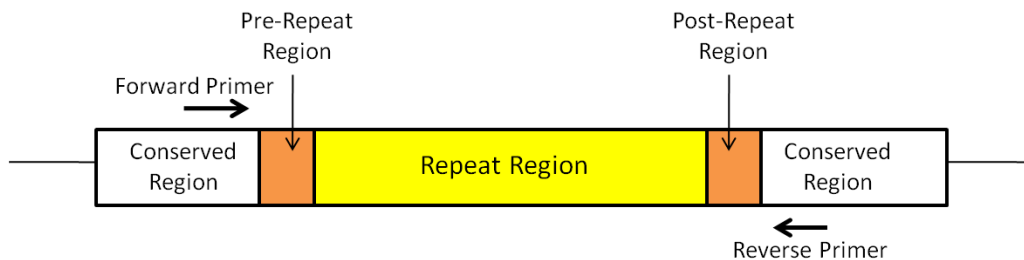 Pre-Repeat
Region
Post-Repeat
Region
Forward Primer
Conserved
Region
Repeat Region
Conserved
Region
Reverse Primer